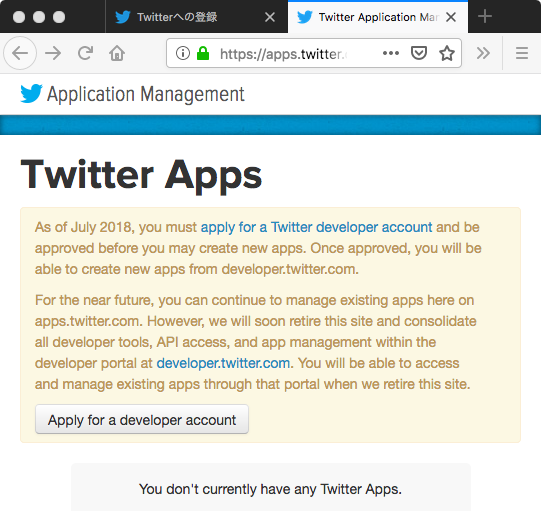 Twitterへの登録
Twitter Application Mar
https://apps.twitter.
Application Management
Twitter Apps
As of July 2018, you must apply for a Twitter developer account and be
approved before you may create new apps. Once approved, you will be
able to create new apps from developer.twitter.com.
For the near future, you can continue to manage existing apps here on
apps.twitter.com. However, we will soon retire this site and consolidate
all developer tools, API access, and app management within the
developer portal at developer.twitter.com. You will be able to access
and manage existing apps through that portal when we retire this site.
Apply for a developer account
You don't currently have any Twitter Apps.